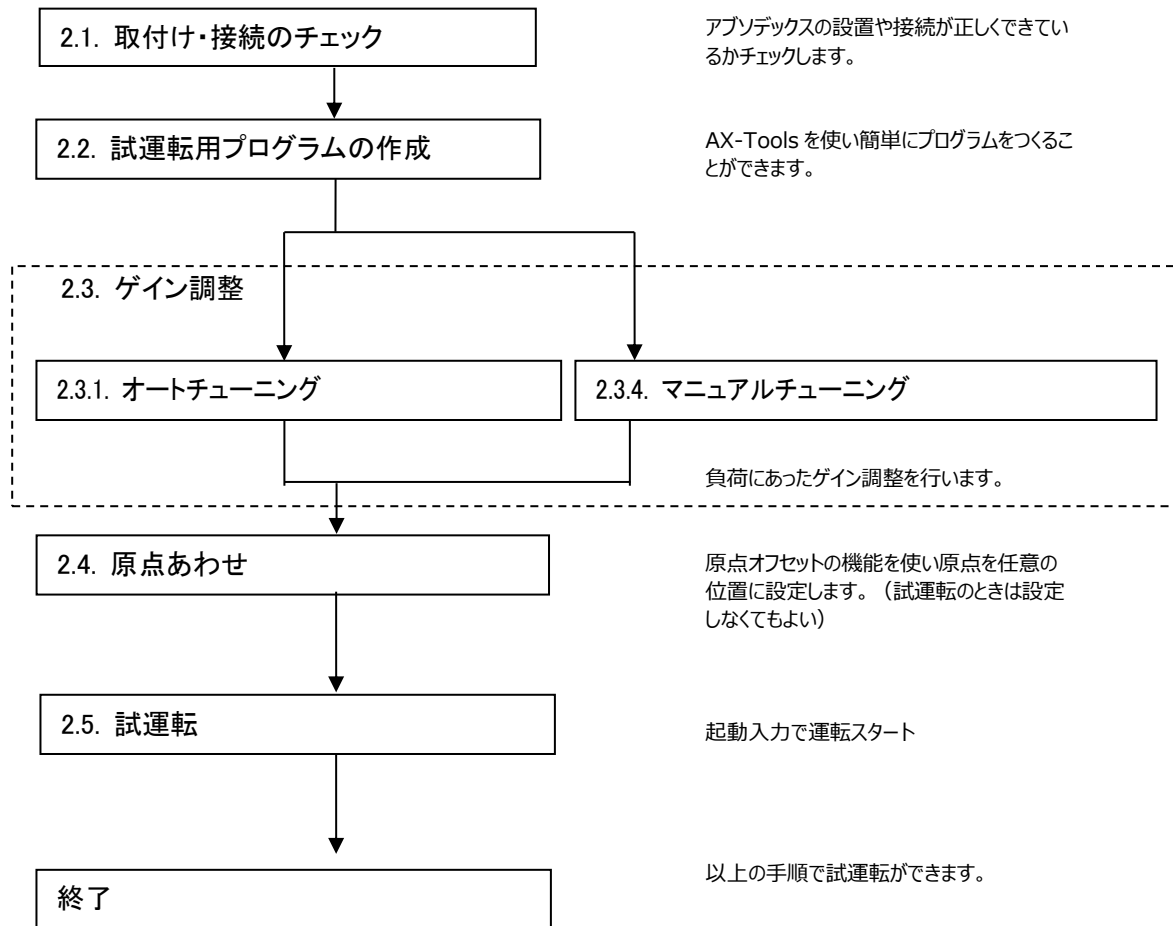 2.1. 取付け・接続のチェック
アブソデックスの設置や接続が正しくできてい
るかチェックします。
2.2. 試運転用プログラムの作成
AX-Tools を使い簡単にプログラムをつくるこ
とができます。
2.3. ゲイン調整
2.3.1. オートチューニング
2.3.4. マニュアルチューニング
負荷にあったゲイン調整を行います。
2.4. 原点あわせ
原点オフセットの機能を使い原点を任意の
位置に設定します。（試運転のときは設定
しなくてもよい）
2.5. 試運転
起動入力で運転スタート
終了
以上の手順で試運転ができます。